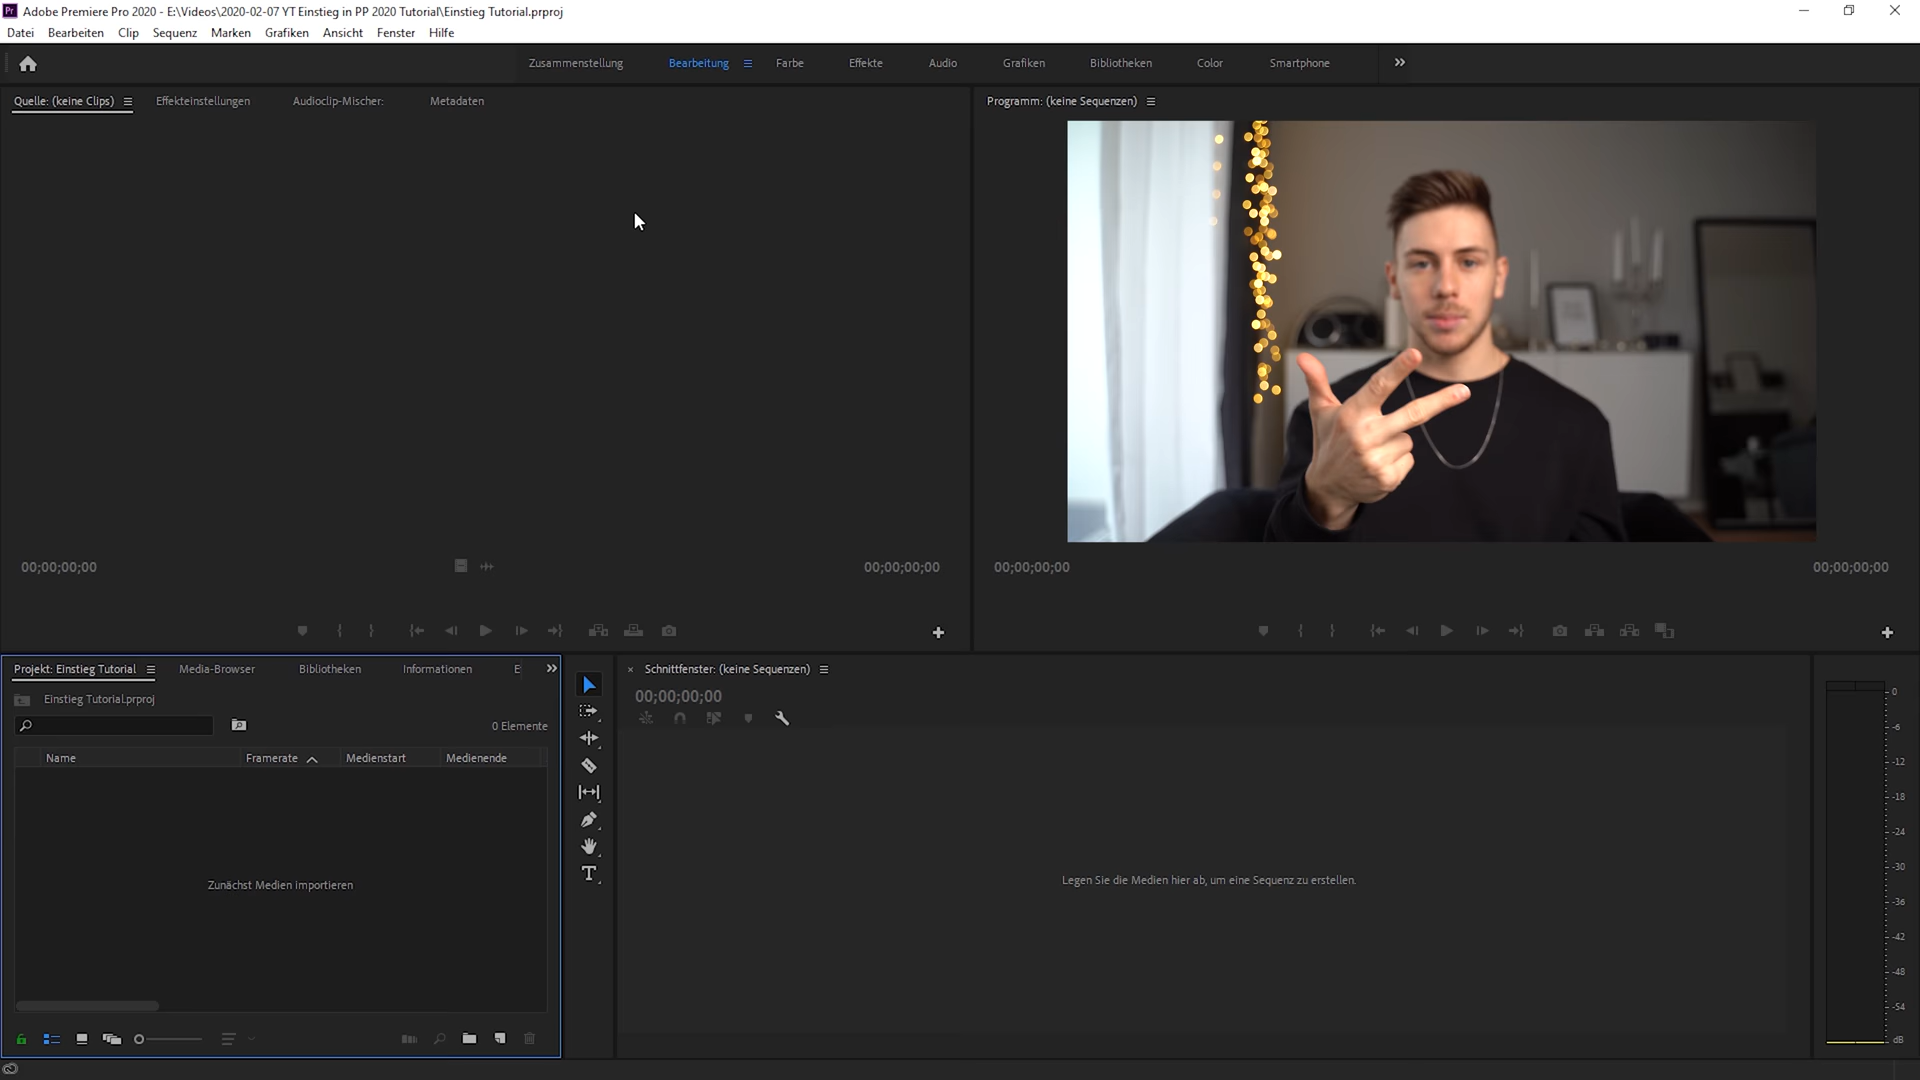 Pr Adobe Premiere Pro 2020 - E:\Videos\2020-02-07 YT Einstieg in PP 2020 Tutorial\Einstieg Tutorial.prproj
Datei Bearbeiten Clip Sequenz Marken Grafiken Ansicht Fenster Hilfe
Zusammenstellung Bearbeitung Farbe Effekte Audio Grafiken Bibliotheken Color Smartphone
Quelle: (keine Clips) Effekteinstellungen Audioclip-Mischer: Metadaten
Programm: (keine Sequenzen)
00;00;00;00 00;00;00;00
00;00;00;00 00;00;00;00
Projekt: Einstieg Tutorial Media-Browser Bibliotheken Informationen E
Einstieg Tutorial.prproj
0 Elemente
Name Framerate Medienstart Medienende
Zunächst Medien importieren
Schnittfenster: (keine Sequenzen)
00;00;00;00
Legen Sie die Medien hier ab, um eine Sequenz zu erstellen.
0
-6
-12
-18
-24
-30
-36
-42
-48
-54
dB